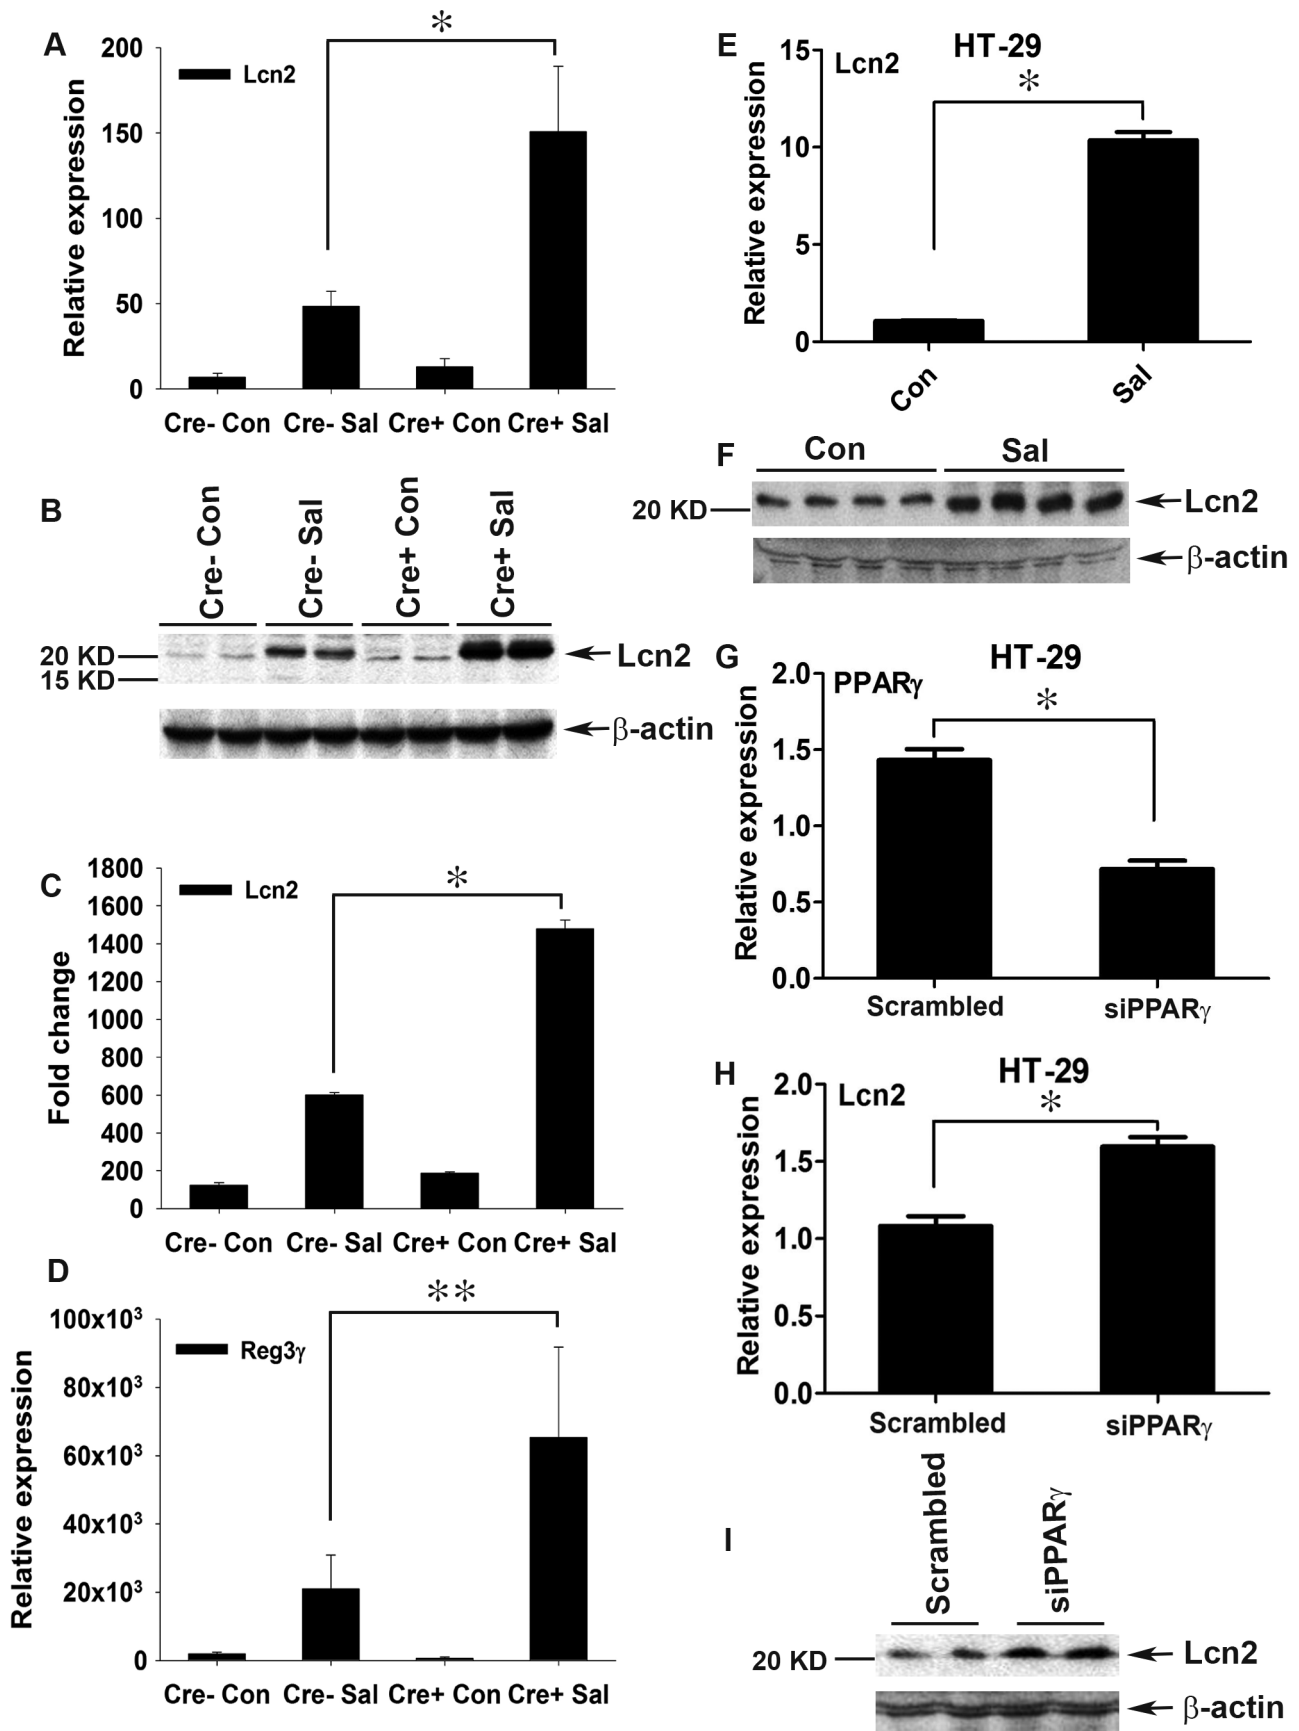 A
200
150
100
50
0
Relative expression
Lcn2
*
Cre- Con Cre- Sal Cre+ Con Cre+ Sal
B
Cre- Con
Cre- Sal
Cre+ Con
Cre+ Sal
20 KD
15 KD
Lcn2
β-actin
C
1800
1600
1400
1200
1000
800
600
400
200
0
Fold change
Lcn2
*
Cre- Con Cre- Sal Cre+ Con Cre+ Sal
D
100x10³
80x10³
60x10³
40x10³
20x10³
0
Relative expression
Reg3γ
**
Cre- Con Cre- Sal Cre+ Con Cre+ Sal
E
HT-29
Lcn2
*
15
10
5
0
Relative expression
Con
Sal
F
Con Sal
20 KD
Lcn2
β-actin
G
HT-29
PPARγ
*
2.0
1.5
1.0
0.5
0.0
Relative expression
Scrambled siPPARγ
H
HT-29
Lcn2
*
2.0
1.5
1.0
0.5
0.0
Relative expression
Scrambled siPPARγ
I
Scrambled
siPPARγ
20 KD
Lcn2
β-actin